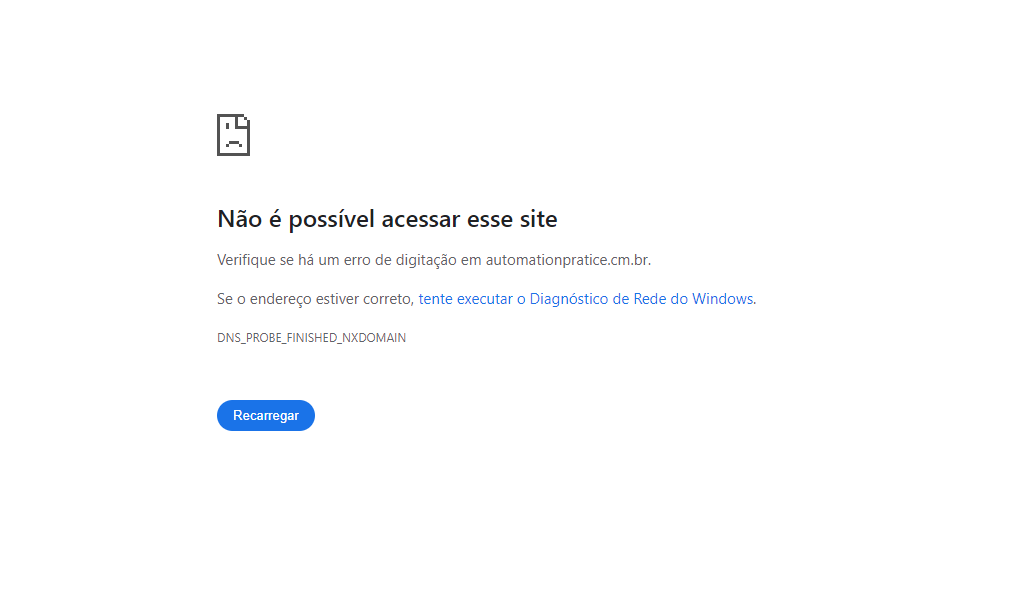 Não é possível acessar esse site
Verifique se há um erro de digitação em automationpratice.cm.br.
Se o endereço estiver correto, tente executar o Diagnóstico de Rede do Windows.
DNS_PROBE_FINISHED_NXDOMAIN
Recarregar